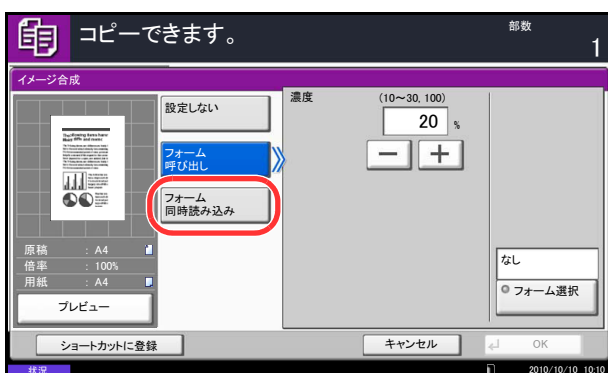 コピーできます。
部数
1
イメージ合成
設定しない
フォーム
呼び出し
フォーム
同時読み込み
濃度
(10～30, 100)
20 %
なし
フォーム選択
原稿 : A4
倍率 : 100%
用紙 : A4
プレビュー
ショートカットに登録
キャンセル
OK
状況
2010/10/10 10:10